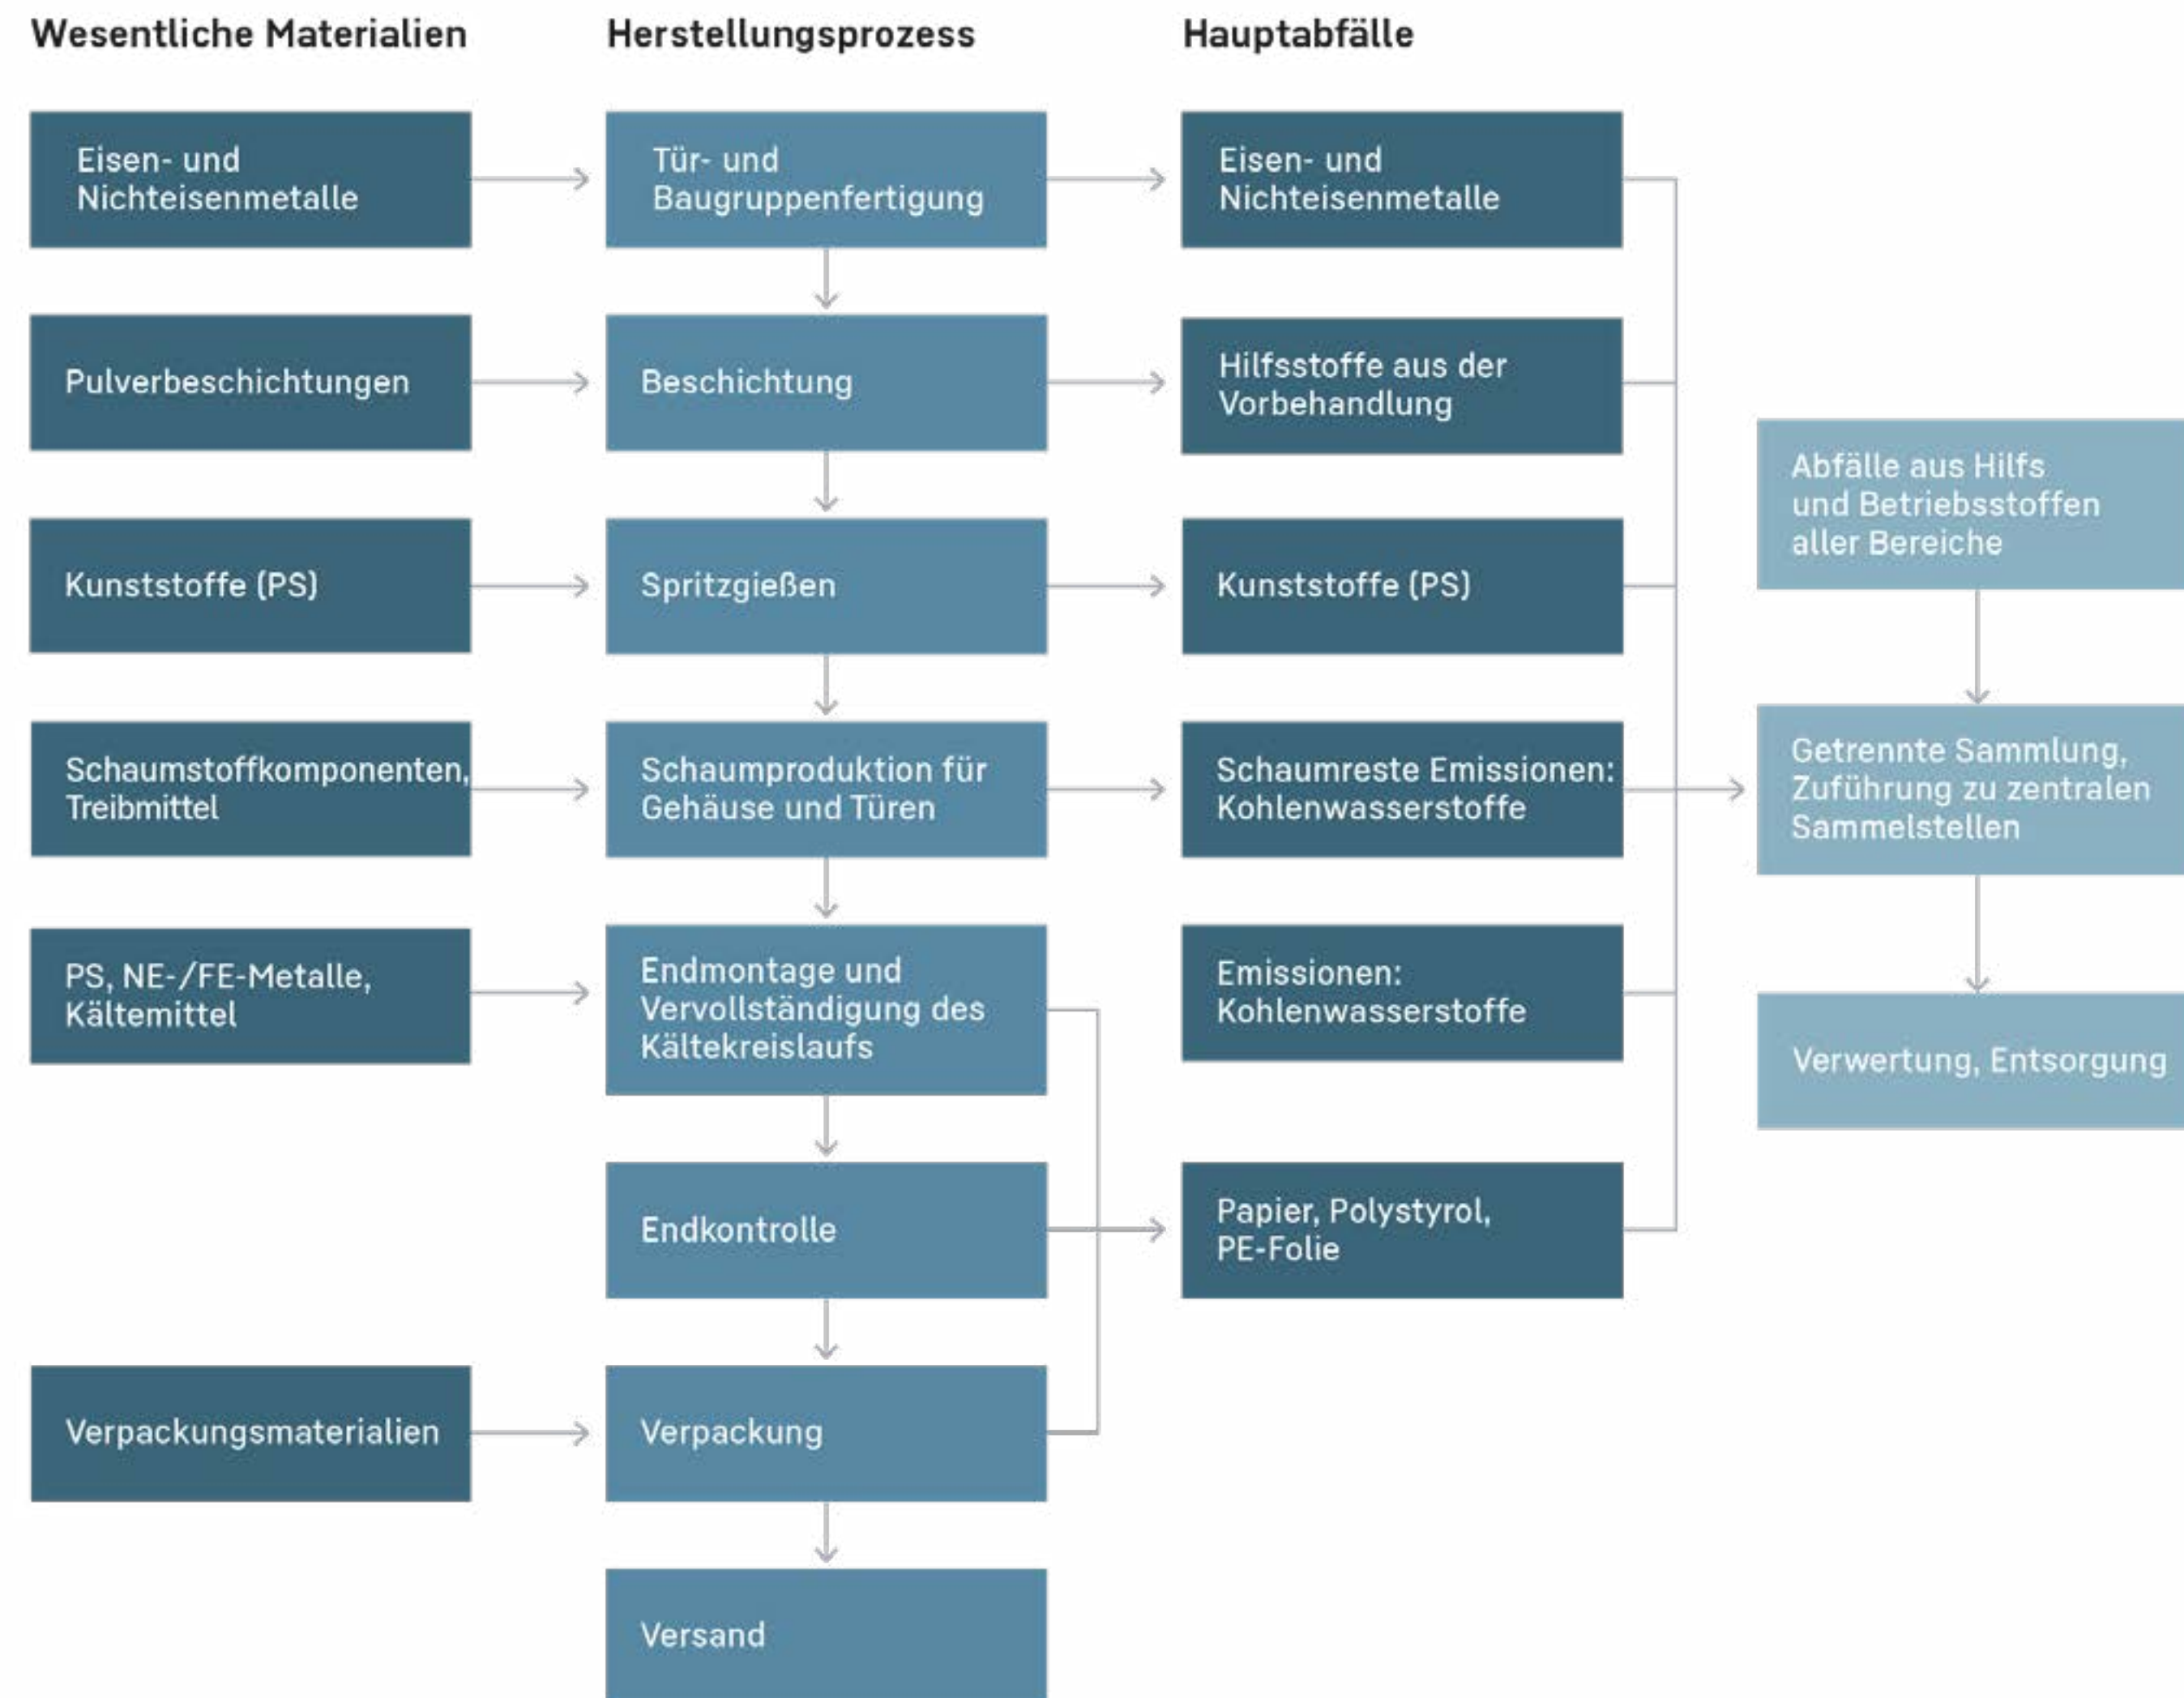 Wesentliche Materialien
Herstellungsprozess
Hauptabfälle
Eisen- und
Nichteisenmetalle
Tür- und
Baugruppenfertigung
Eisen- und
Nichteisenmetalle
Pulverbeschichtungen
Beschichtung
Hilfsstoffe aus der
Vorbehandlung
Abfälle aus Hilfs
und Betriebsstoffen
aller Bereiche
Kunststoffe (PS)
Spritzgießen
Kunststoffe (PS)
Schaumstoffkomponenten,
Treibmittel
Schaumproduktion für
Gehäuse und Türen
Schaumreste Emissionen:
Kohlenwasserstoffe
Getrennte Sammlung,
Zuführung zu zentralen
Sammelstellen
PS, NE-/FE-Metalle,
Kältemittel
Endmontage und
Vervollständigung des
Kältekreislaufs
Emissionen:
Kohlenwasserstoffe
Verwertung, Entsorgung
Endkontrolle
Papier, Polystyrol,
PE-Folie
Verpackungsmaterialien
Verpackung
Versand